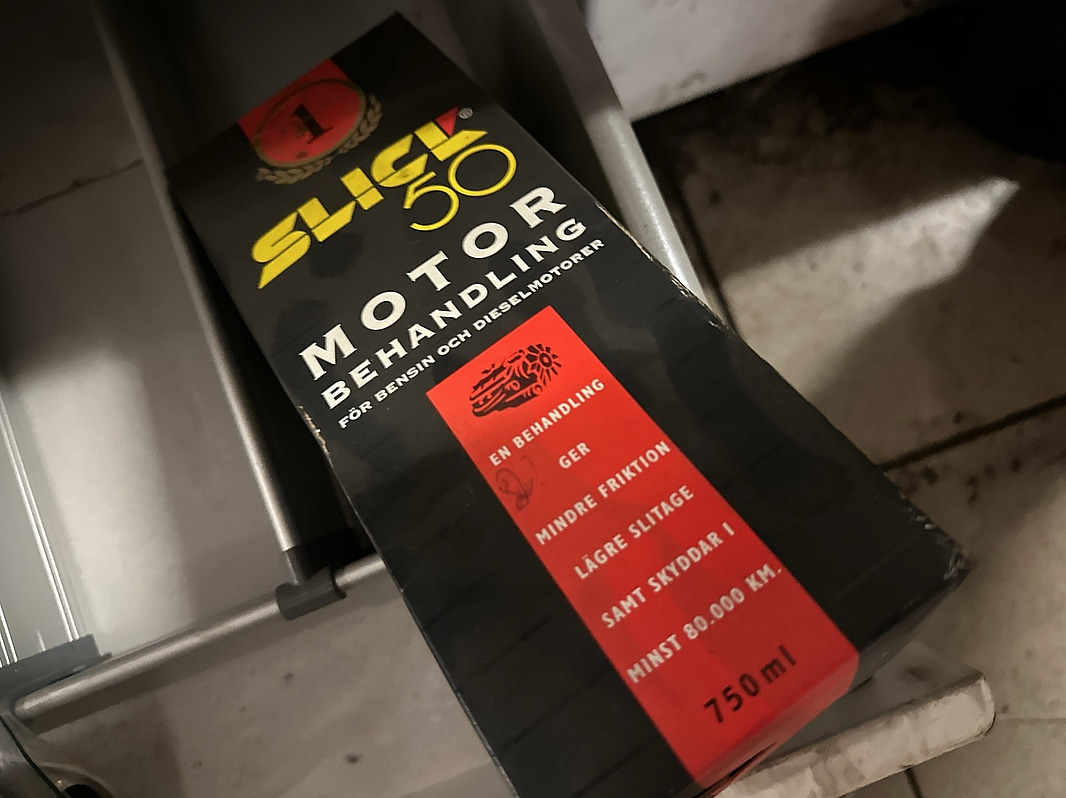 1
SLICK
50
MOTOR
BEHANDLING
FÖR BENSIN OCH DIESELMOTORER
EN BEHANDLING
GER
MINDRE FRIKTION
LÄGRE SLITAGE
SAMT SKYDDAR I
MINST 80.000 KM.
750 ml